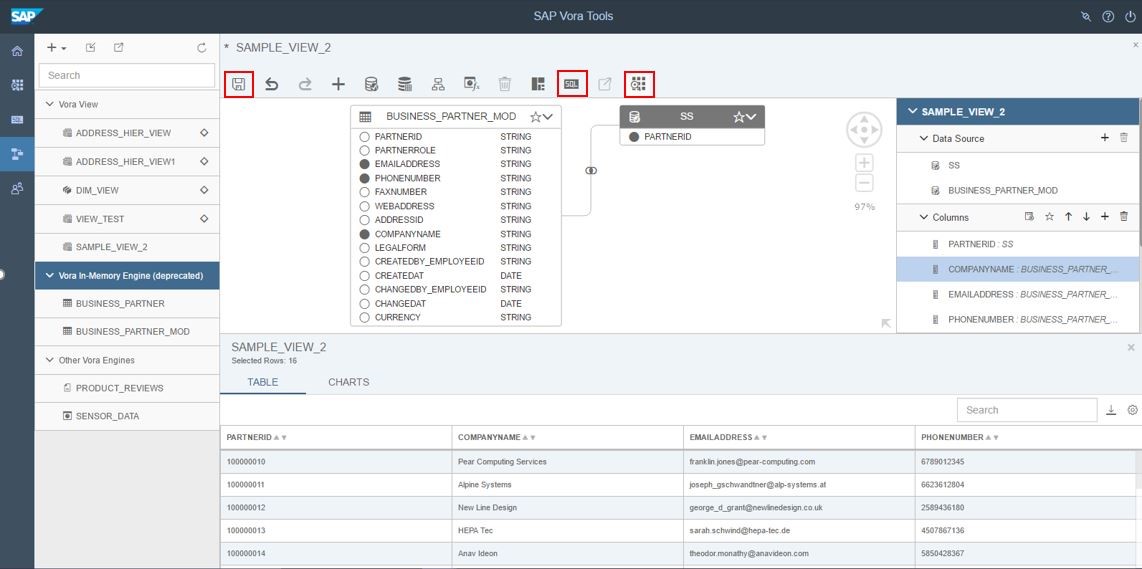 SAP
SAP Vora Tools
* SAMPLE_VIEW_2
Search
Vora View
ADDRESS_HIER_VIEW
ADDRESS_HIER_VIEW1
DIM_VIEW
VIEW_TEST
SAMPLE_VIEW_2
Vora In-Memory Engine (deprecated)
BUSINESS_PARTNER
BUSINESS_PARTNER_MOD
Other Vora Engines
PRODUCT_REVIEWS
SENSOR_DATA
SQL
BUSINESS_PARTNER_MOD
PARTNERID STRING
PARTNERROLE STRING
EMAILADDRESS STRING
PHONENUMBER STRING
FAXNUMBER STRING
WEBADDRESS STRING
ADDRESSID STRING
COMPANYNAME STRING
LEGALFORM STRING
CREATEDBY_EMPLOYEEID STRING
CREATEDAT DATE
CHANGEDBY_EMPLOYEEID STRING
CHANGEDAT DATE
CURRENCY STRING
SS
PARTNERID
97%
SAMPLE_VIEW_2
Data Source
SS
BUSINESS_PARTNER_MOD
Columns
PARTNERID : SS
COMPANYNAME : BUSINESS_PARTNER_...
EMAILADDRESS : BUSINESS_PARTNER_...
PHONENUMBER : BUSINESS_PARTNER_...
SAMPLE_VIEW_2
Selected Rows: 16
TABLE CHARTS
Search
PARTNERID COMPANYNAME EMAILADDRESS PHONENUMBER
100000010 Pear Computing Services franklin.jones@pear-computing.com 6789012345
100000011 Alpine Systems joseph_gschwandtner@alp-systems.at 6623612804
100000012 New Line Design george_d_grant@newlinedesign.co.uk 2589436180
100000013 HEPA Tec sarah.schwind@hepa-tec.de 4507867136
100000014 Anav Ideon theodor.monathy@anavideon.com 5850428367